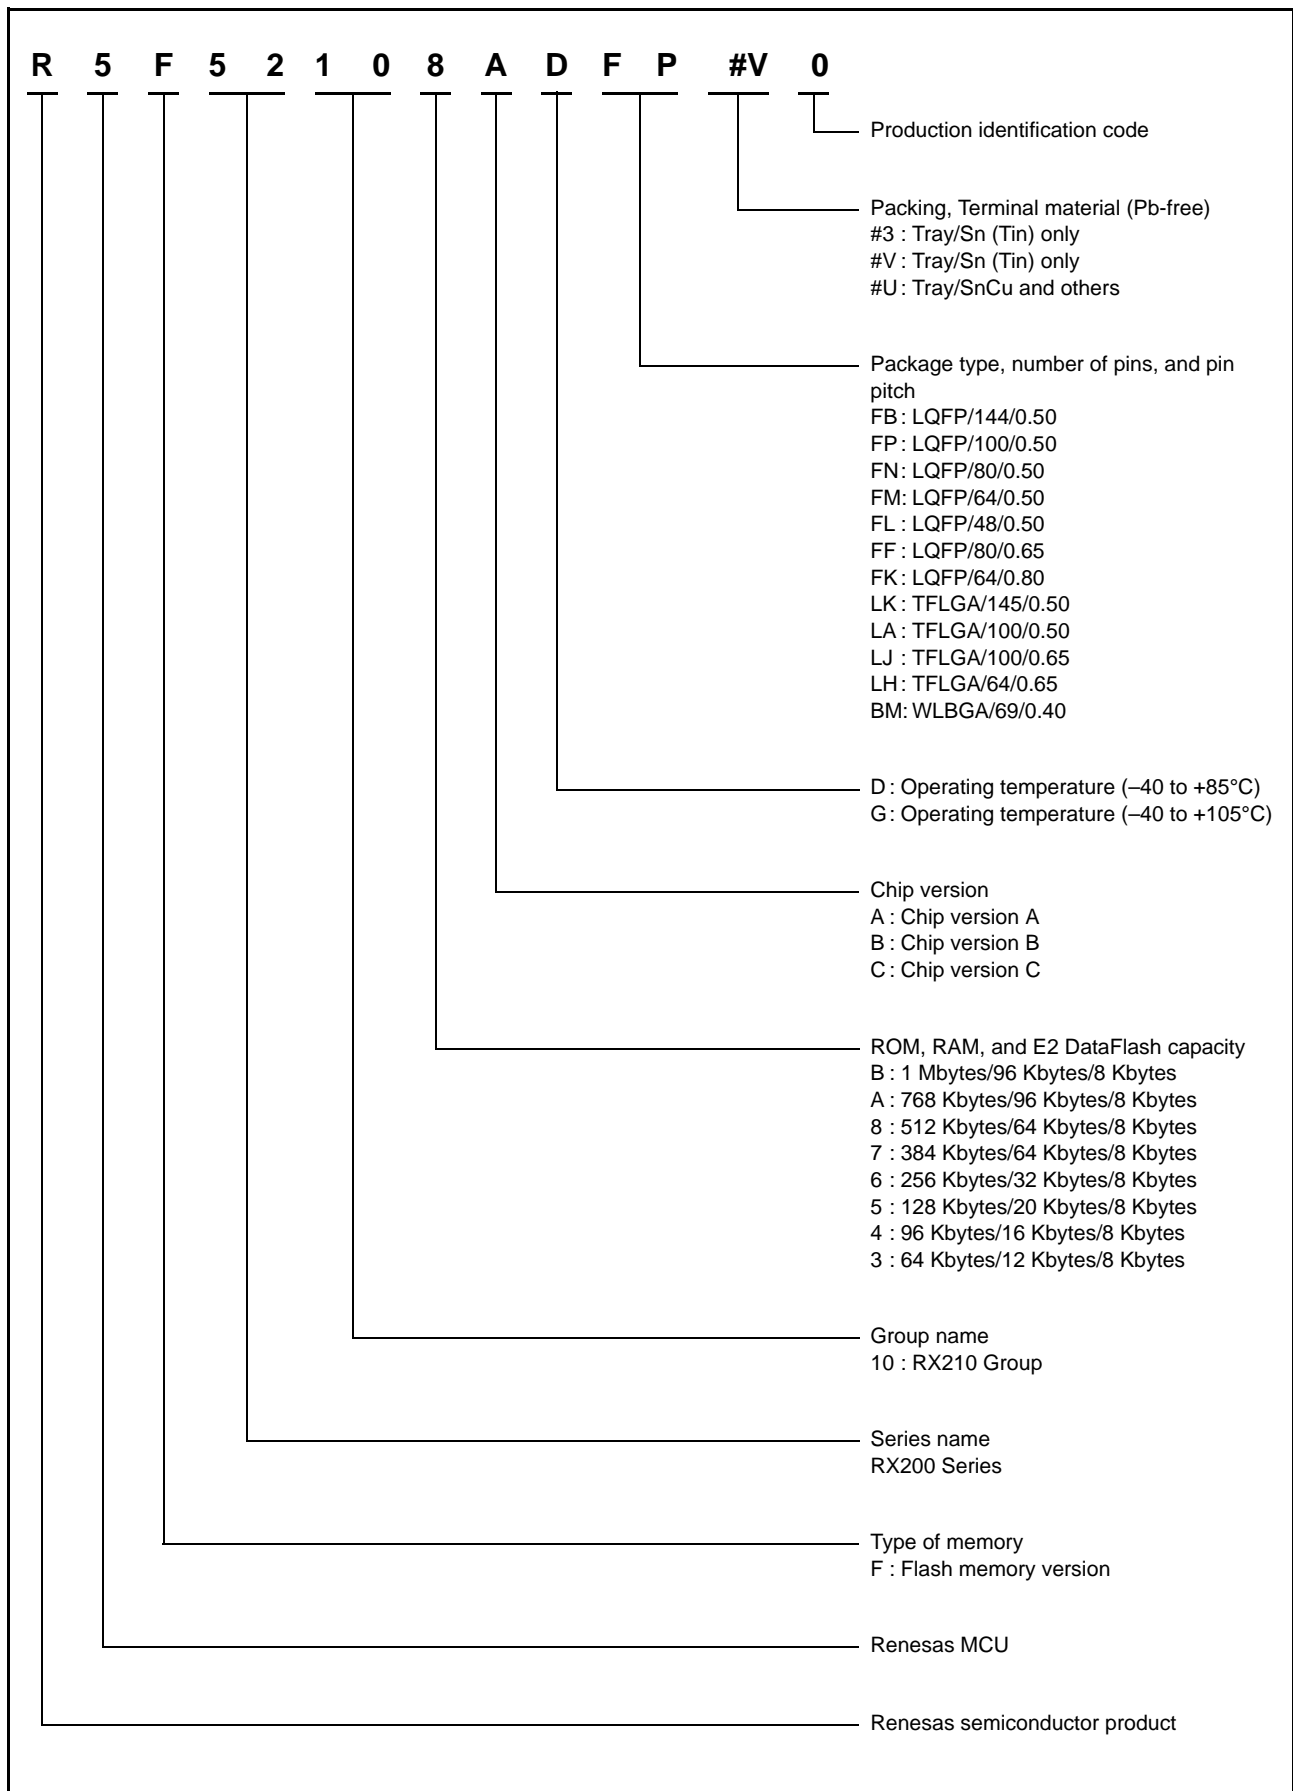 R 5 F 5 2 1 0 8 A D F P #V 0
Production identification code
Packing, Terminal material (Pb-free)
#3 : Tray/Sn (Tin) only
#V : Tray/Sn (Tin) only
#U : Tray/SnCu and others
Package type, number of pins, and pin
pitch
FB : LQFP/144/0.50
FP : LQFP/100/0.50
FN : LQFP/80/0.50
FM: LQFP/64/0.50
FL : LQFP/48/0.50
FF : LQFP/80/0.65
FK : LQFP/64/0.80
LK : TFLGA/145/0.50
LA : TFLGA/100/0.50
LJ : TFLGA/100/0.65
LH : TFLGA/64/0.65
BM: WLBGA/69/0.40
D : Operating temperature (–40 to +85°C)
G : Operating temperature (–40 to +105°C)
Chip version
A : Chip version A
B : Chip version B
C : Chip version C
ROM, RAM, and E2 DataFlash capacity
B : 1 Mbytes/96 Kbytes/8 Kbytes
A : 768 Kbytes/96 Kbytes/8 Kbytes
8 : 512 Kbytes/64 Kbytes/8 Kbytes
7 : 384 Kbytes/64 Kbytes/8 Kbytes
6 : 256 Kbytes/32 Kbytes/8 Kbytes
5 : 128 Kbytes/20 Kbytes/8 Kbytes
4 : 96 Kbytes/16 Kbytes/8 Kbytes
3 : 64 Kbytes/12 Kbytes/8 Kbytes
Group name
10 : RX210 Group
Series name
RX200 Series
Type of memory
F : Flash memory version
Renesas MCU
Renesas semiconductor product